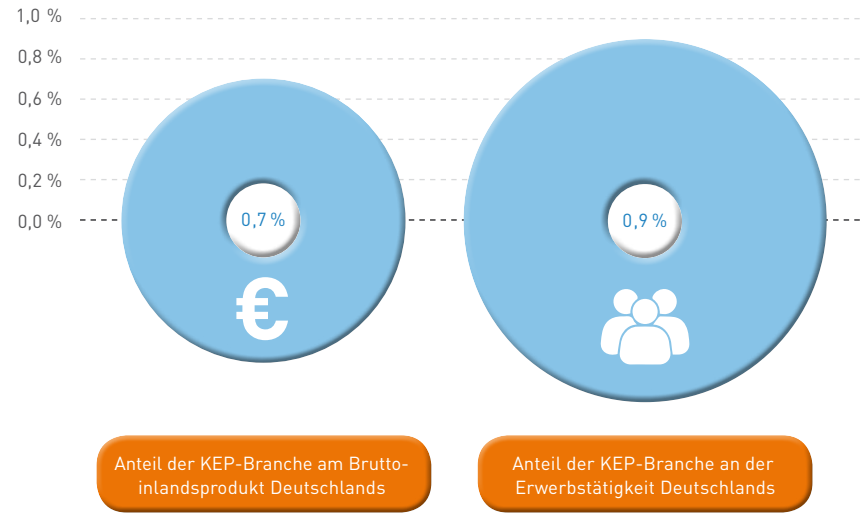 1,0 %
0,8 %
0,6 %
0,4 %
0,2 %
0,0 %
0,7 %
0,9 %
€
Anteil der KEP-Branche am Brutto-
inlandsprodukt Deutschlands
Anteil der KEP-Branche an der
Erwerbstätigkeit Deutschlands